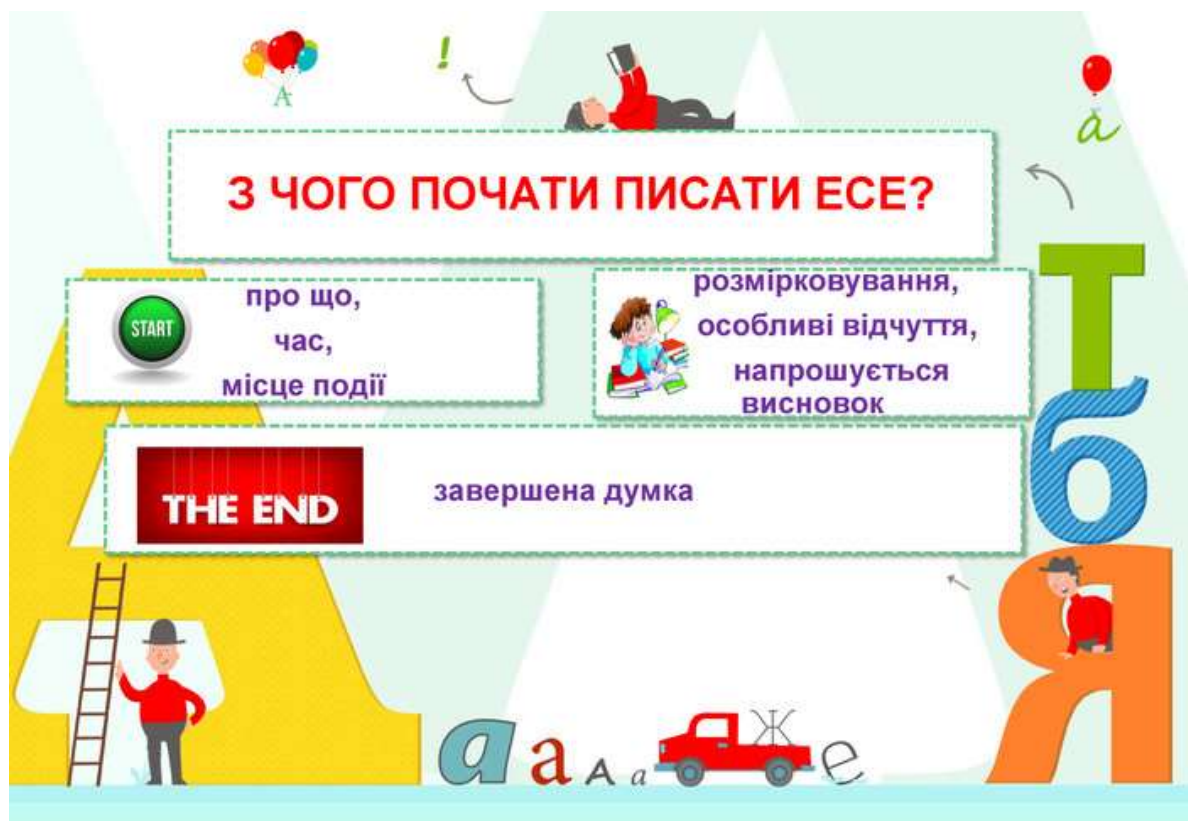 А
!
а
З ЧОГО ПОЧАТИ ПИСАТИ ЕСЕ?
START
про що,
час,
місце події
розмірковування,
особливі відчуття,
напрошується
висновок
THE END
завершена думка
А
Т
б
Я
а а А а Ж е